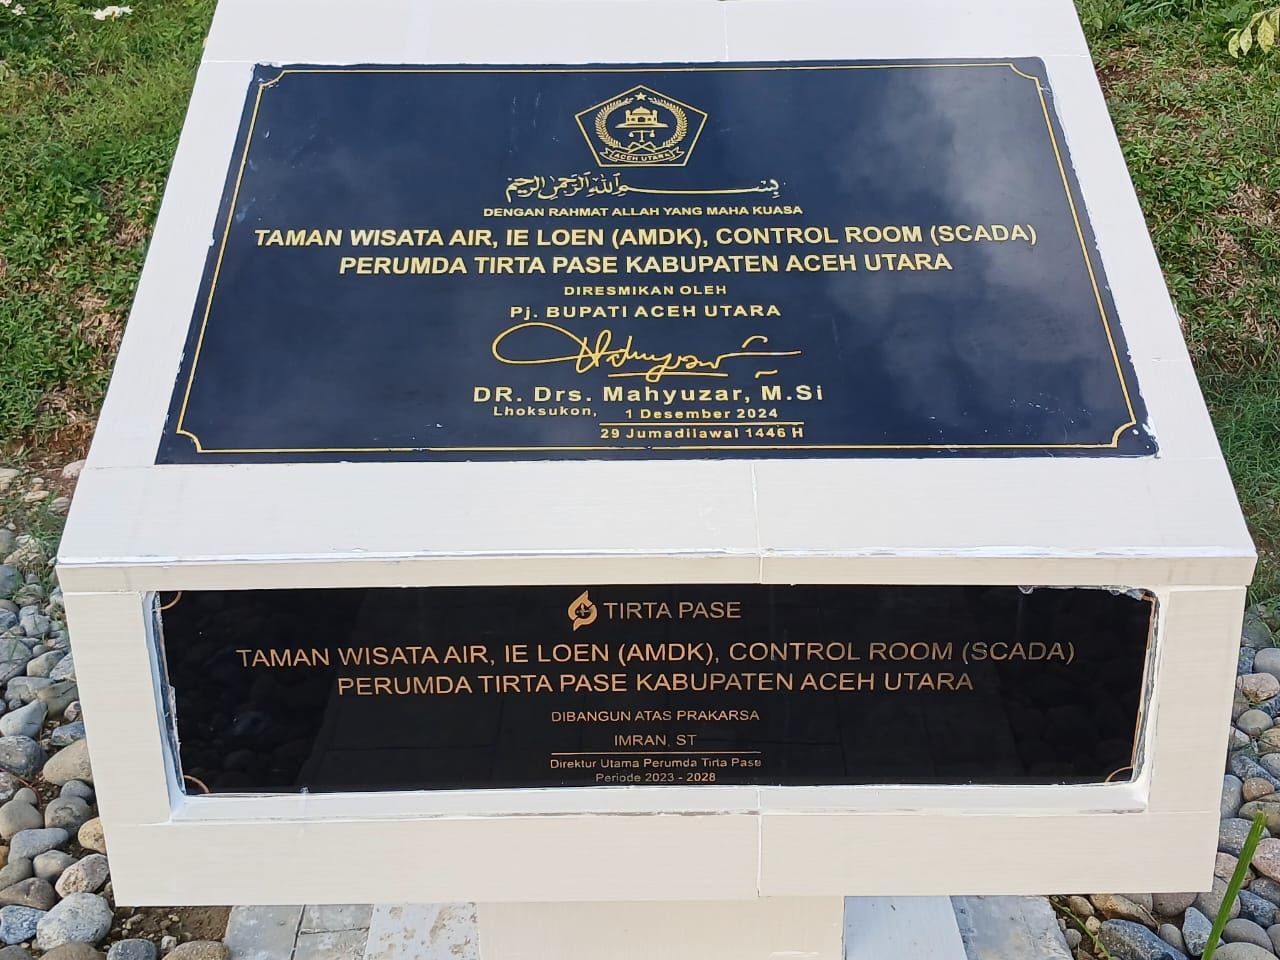 ACEH UTARA
بِسْمِ اللهِ الرَّحْمٰنِ الرَّحِيْمِ
DENGAN RAHMAT ALLAH YANG MAHA KUASA
TAMAN WISATA AIR, IE LOEN (AMDK), CONTROL ROOM (SCADA)
PERUMDA TIRTA PASE KABUPATEN ACEH UTARA
DIRESMIKAN OLEH
Pj. BUPATI ACEH UTARA
DR. Drs. Mahyuzar, M.Si
Lhoksukon, 1 Desember 2024
29 Jumadilawal 1446 H
TIRTA PASE
TAMAN WISATA AIR, IE LOEN (AMDK), CONTROL ROOM (SCADA)
PERUMDA TIRTA PASE KABUPATEN ACEH UTARA
DIBANGUN ATAS PRAKARSA
IMRAN, ST
Direktur Utama Perumda Tirta Pase
Periode 2023 - 2028